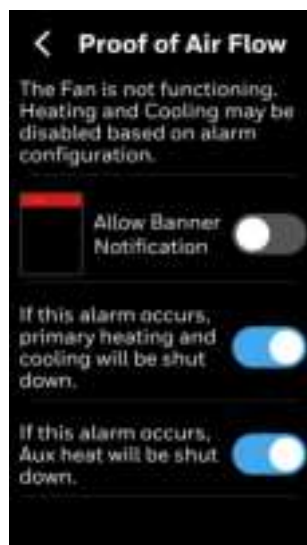 Proof of Air Flow
The Fan is not functioning.
Heating and Cooling may be
disabled based on alarm
configuration.
Allow Banner
Notification
If this alarm occurs,
primary heating and
cooling will be shut
down.
If this alarm occurs,
Aux heat will be shut
down.